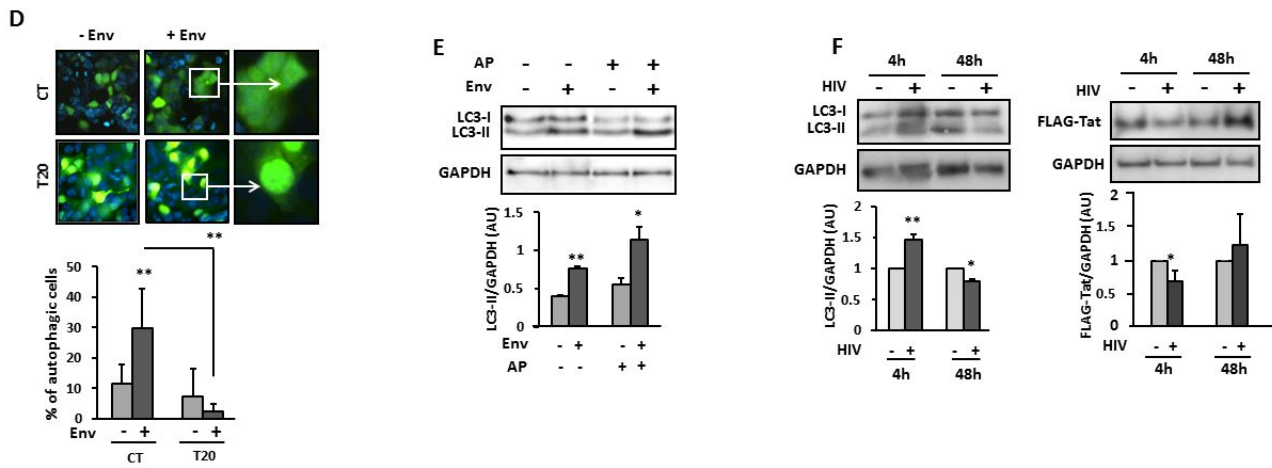 D
- Env + Env
CT
T20
**
**
% of autophagic cells
50
40
30
20
10
0
Env - + - +
CT T20
E
AP - - + +
Env - + - +
LC3-I
LC3-II
GAPDH
LC3-II/GAPDH (AU)
1.5
1
0.5
0
**
*
Env - + - +
AP - - + +
F
4h 48h
HIV - + - +
LC3-I
LC3-II
GAPDH
LC3-II/GAPDH (AU)
2
1.5
1
0.5
0
**
*
HIV - + - +
4h 48h
4h 48h
HIV - + - +
FLAG-Tat
GAPDH
FLAG-Tat/GAPDH (AU)
2
1.5
1
0.5
0
*
HIV - + - +
4h 48h